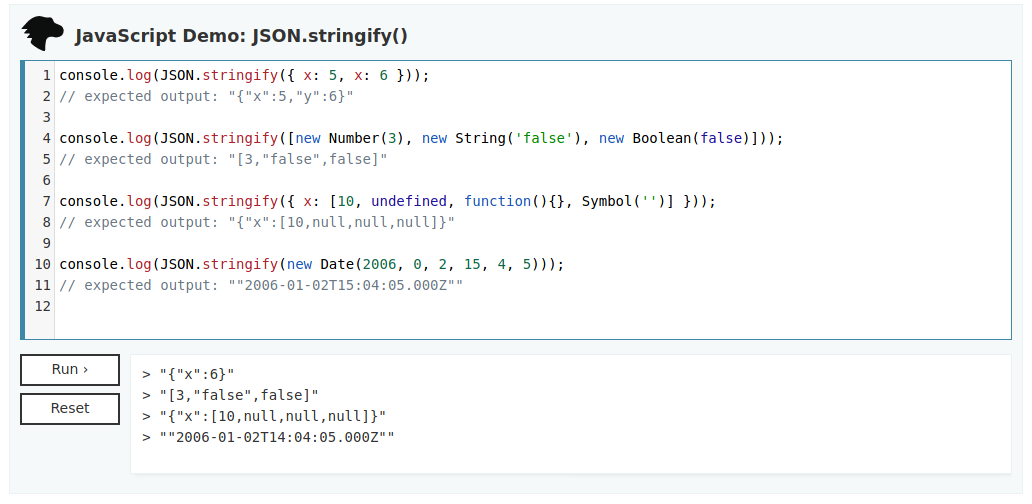 JavaScript Demo: JSON.stringify()
1 console.log(JSON.stringify({ x: 5, x: 6 }));
2 // expected output: "{"x":5,"y":6}"
3
4 console.log(JSON.stringify([new Number(3), new String('false'), new Boolean(false)]));
5 // expected output: "[3,"false",false]"
6
7 console.log(JSON.stringify({ x: [10, undefined, function(){}, Symbol('')] }));
8 // expected output: "{"x":[10,null,null,null]}"
9
10 console.log(JSON.stringify(new Date(2006, 0, 2, 15, 4, 5)));
11 // expected output: ""2006-01-02T15:04:05.000Z""
12
Run ›
Reset
> "{"x":6}"
> "[3,"false",false]"
> "{"x":[10,null,null,null]}"
> ""2006-01-02T14:04:05.000Z""